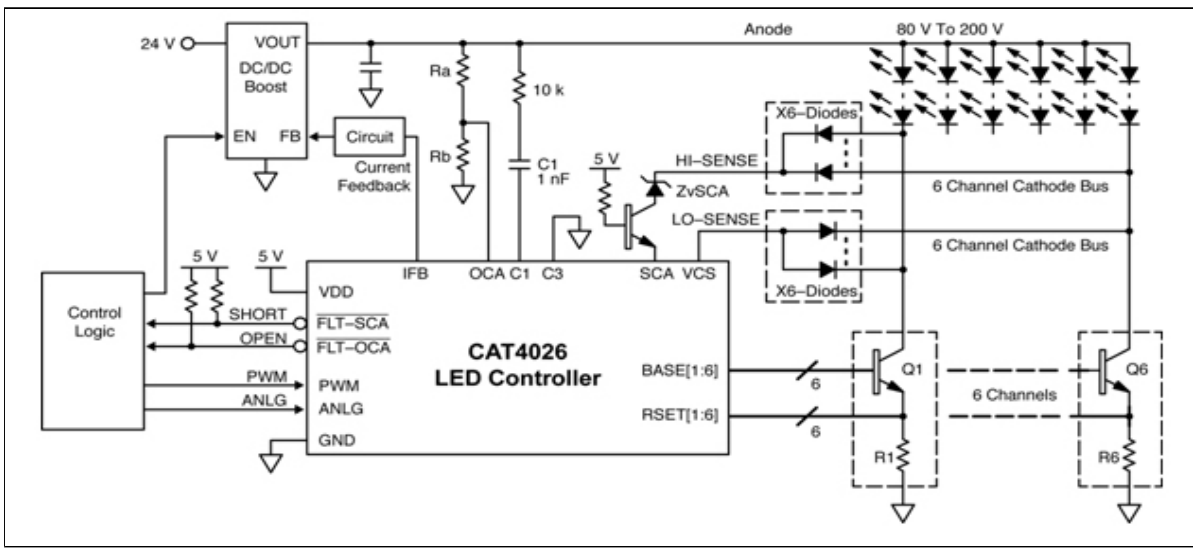 24 V
VOUT
DC/DC
Boost
EN
FB
Circuit
Current
Feedback
Ra
Rb
10 k
C1
1 nF
Anode
80 V To 200 V
X6–Diodes
HI–SENSE
5 V
ZvSCA
6 Channel Cathode Bus
LO–SENSE
6 Channel Cathode Bus
X6–Diodes
5 V
5 V
IFB
OCA
C1
C3
SCA
VCS
VDD
Control
Logic
SHORT
FLT–SCA
OPEN
FLT–OCA
CAT4026
LED Controller
PWM
PWM
ANLG
ANLG
GND
BASE[1:6]
6
RSET[1:6]
6
Q1
R1
6 Channels
Q6
R6